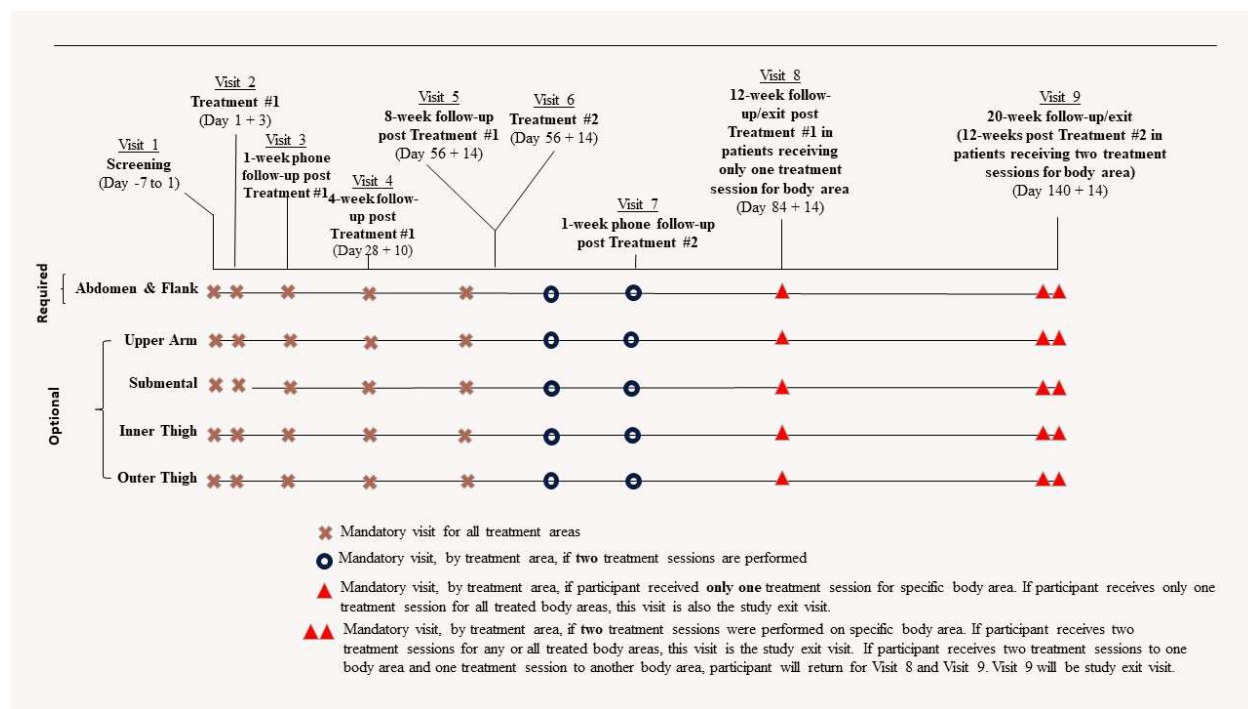 Visit 1
Screening
(Day -7 to 1)
Visit 2
Treatment #1
(Day 1 + 3)
Visit 3
1-week phone
follow-up post
Treatment #1
Visit 4
4-week follow-
up post
Treatment #1
(Day 28 + 10)
Visit 5
8-week follow-up
post Treatment #1
(Day 56 + 14)
Visit 6
Treatment #2
(Day 56 + 14)
Visit 7
1-week phone follow-up
post Treatment #2
Visit 8
12-week follow-
up/exit post
Treatment #1 in
patients receiving
only one treatment
session for body area
(Day 84 + 14)
Visit 9
20-week follow-up/exit
(12-weeks post Treatment #2 in
patients receiving two treatment
sessions for body area)
(Day 140 + 14)
Required
Abdomen & Flank
Optional
Upper Arm
Submental
Inner Thigh
Outer Thigh
Mandatory visit for all treatment areas
Mandatory visit, by treatment area, if two treatment sessions are performed
Mandatory visit, by treatment area, if participant received only one treatment session for specific body area. If participant receives only one
treatment session for all treated body areas, this visit is also the study exit visit.
Mandatory visit, by treatment area, if two treatment sessions were performed on specific body area. If participant receives two
treatment sessions for any or all treated body areas, this visit is the study exit visit. If participant receives two treatment sessions to one
body area and one treatment session to another body area, participant will return for Visit 8 and Visit 9. Visit 9 will be study exit visit.